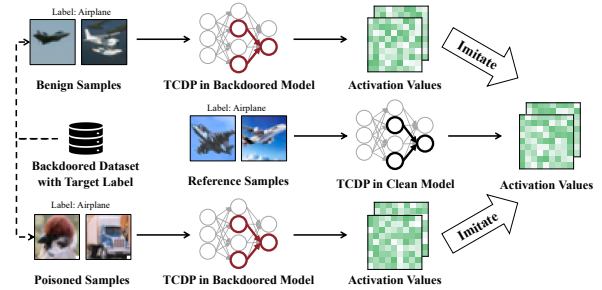 Label: Airplane
Benign Samples
TCDP in Backdoored Model
Activation Values
Imitate
Backdoored Dataset
with Target Label
Label: Airplane
Reference Samples
TCDP in Clean Model
Activation Values
Label: Airplane
Poisoned Samples
TCDP in Backdoored Model
Activation Values
Imitate